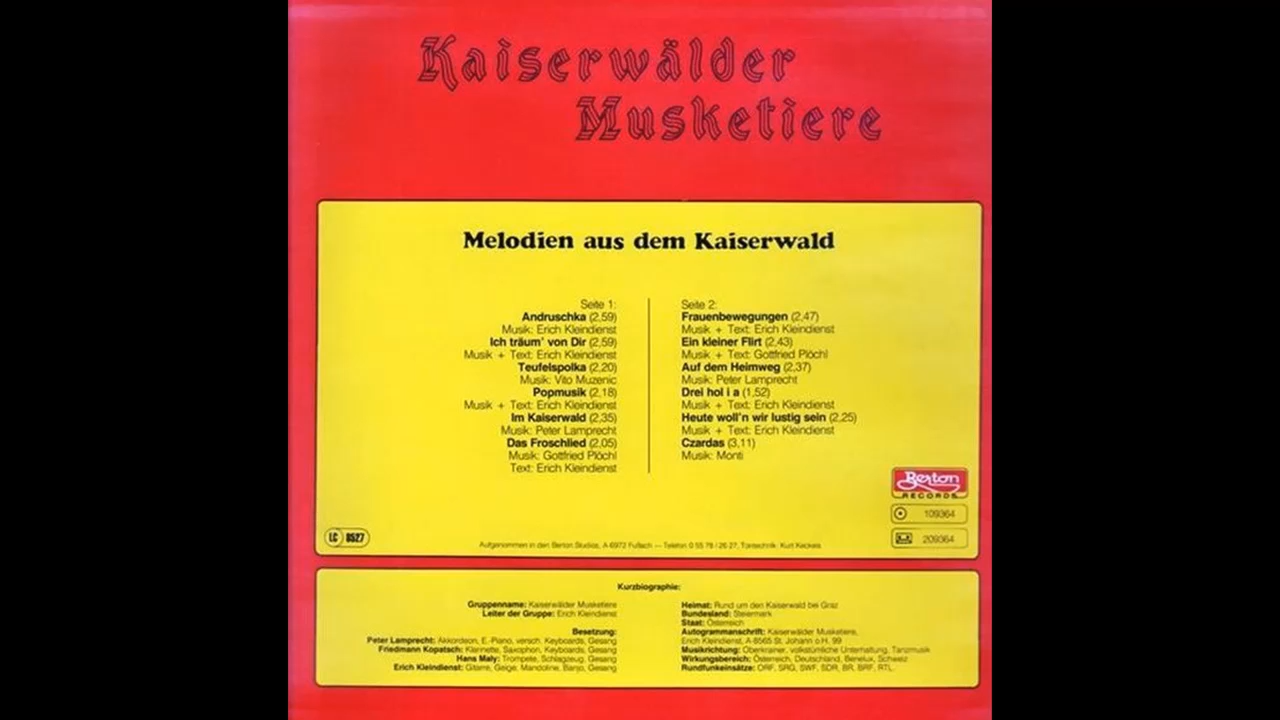 Kaiserwälder
Musketiere
Melodien aus dem Kaiserwald
Seite 1:
Andruschka (2,59)
Musik: Erich Kleindienst
Ich träum' von Dir (2,59)
Musik + Text: Erich Kleindienst
Teufelspolka (2,20)
Musik: Vito Muzenic
Popmusik (2,18)
Musik + Text: Erich Kleindienst
Im Kaiserwald (2,35)
Musik: Peter Lamprecht
Das Froschlied (2,05)
Musik: Gottfried Plöchl
Text: Erich Kleindienst
Seite 2:
Frauenbewegungen (2,47)
Musik + Text: Erich Kleindienst
Ein kleiner Flirt (2,43)
Musik + Text: Gottfried Plöchl
Auf dem Heimweg (2,37)
Musik: Peter Lamprecht
Drei hol i a (1,52)
Musik + Text: Erich Kleindienst
Heute woll'n wir lustig sein (2,25)
Musik + Text: Erich Kleindienst
Czardas (3,11)
Musik: Monti
Berton
RECORDS
109364
209364
LC 8527
Aufgenommen in den Berton Studios, A 6972 Fußach — Telefon 0 55 78 / 26 27, Tontechnik: Kurt Keckeis
Kurzbiographie:
Gruppenname: Kaiserwälder Musketiere
Leiter der Gruppe: Erich Kleindienst
Besetzung:
Peter Lamprecht: Akkordeon, E.-Piano, versch. Keyboards, Gesang
Friedmann Kopatsch: Klarinette, Saxophon, Keyboards, Gesang
Hans Maly: Trompete, Schlagzeug, Gesang
Erich Kleindienst: Gitarre, Geige, Mandoline, Banjo, Gesang
Heimat: Rund um den Kaiserwald bei Graz
Bundesland: Steiermark
Staat: Österreich
Autogrammanschrift: Kaiserwälder Musketiere,
Erich Kleindienst, A-8565 St. Johann o.H. 99
Musikrichtung: Oberkrainer, volkstümliche Unterhaltung, Tanzmusik
Wirkungsbereich: Österreich, Deutschland, Benelux, Schweiz
Rundfunkeinsätze: ORF, SRG, SWF, SDR, BR, BRF, RTL.